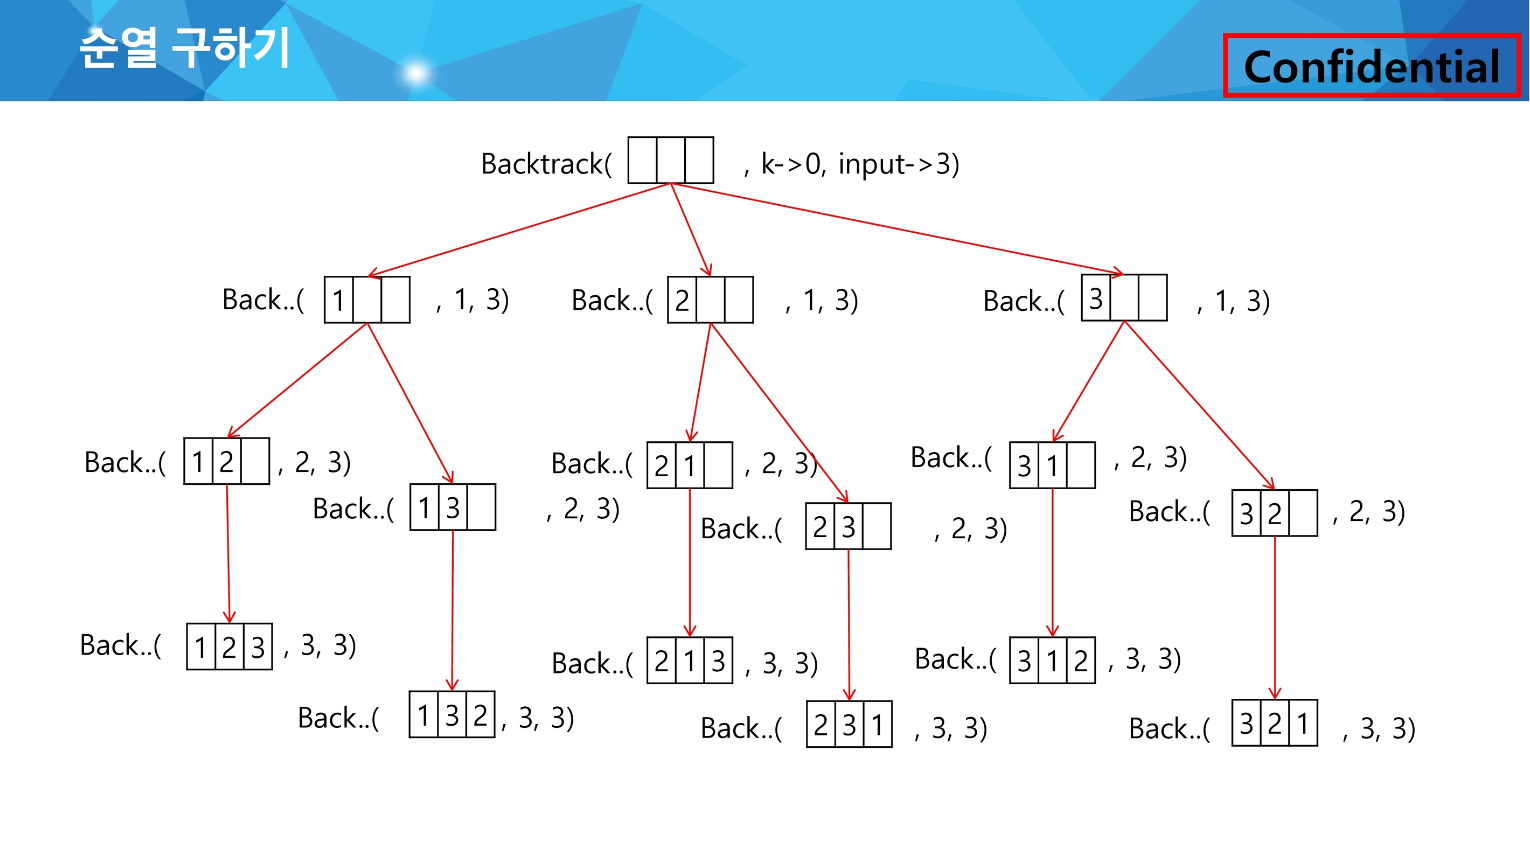 순열 구하기
Confidential
Backtrack( , k->0, input->3)
Back..( 1 , 1, 3)
Back..( 2 , 1, 3)
Back..( 3 , 1, 3)
Back..( 1 2 , 2, 3)
Back..( 1 3 , 2, 3)
Back..( 2 1 , 2, 3)
Back..( 2 3 , 2, 3)
Back..( 3 1 , 2, 3)
Back..( 3 2 , 2, 3)
Back..( 1 2 3 , 3, 3)
Back..( 1 3 2 , 3, 3)
Back..( 2 1 3 , 3, 3)
Back..( 2 3 1 , 3, 3)
Back..( 3 1 2 , 3, 3)
Back..( 3 2 1 , 3, 3)